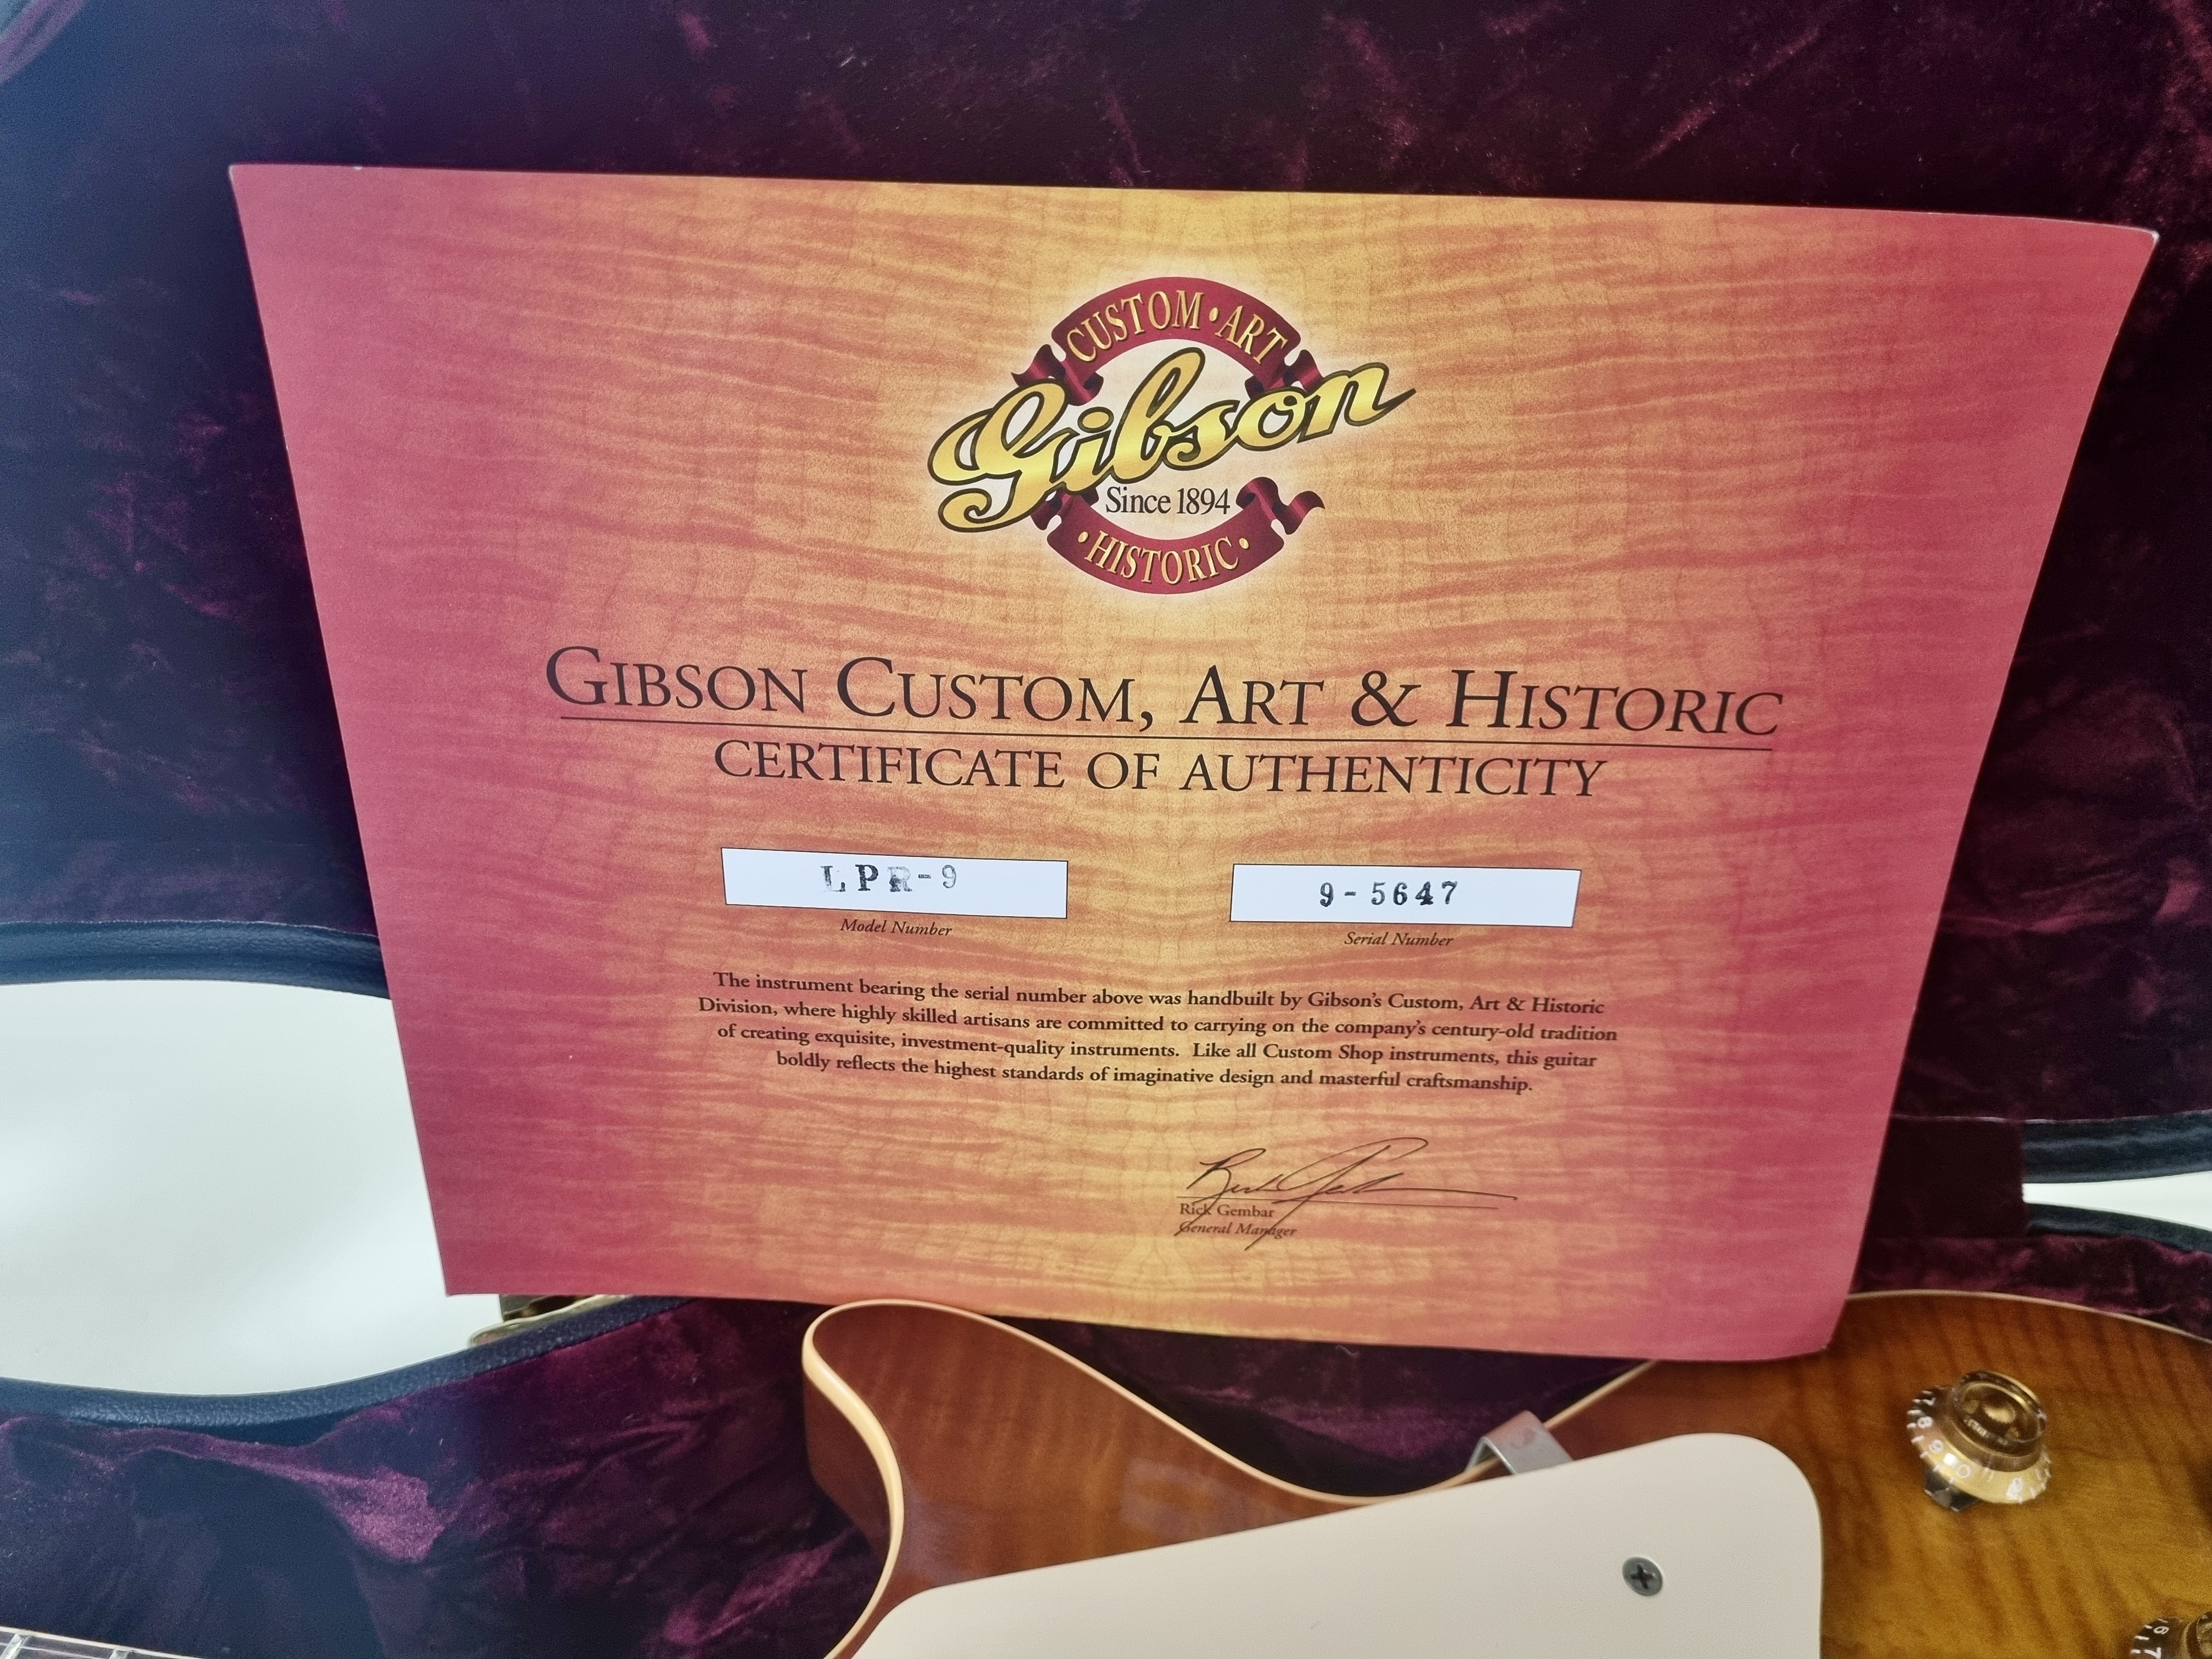 CUSTOM • ART
Gibson
Since 1894
• HISTORIC •
GIBSON CUSTOM, ART & HISTORIC
CERTIFICATE OF AUTHENTICITY
LPR-9
9-5647
Model Number
Serial Number
The instrument bearing the serial number above was handbuilt by Gibson's Custom, Art & Historic
Division, where highly skilled artisans are committed to carrying on the company's century-old tradition
of creating exquisite, investment-quality instruments. Like all Custom Shop instruments, this guitar
boldly reflects the highest standards of imaginative design and masterful craftsmanship.
Rick Gembar
General Manager